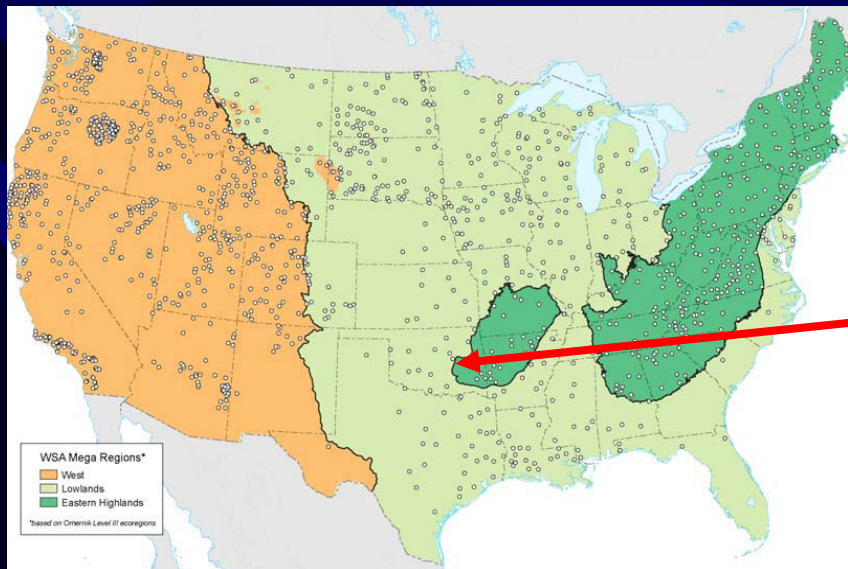 WSA Mega Regions*
West
Lowlands
Eastern Highlands
*based on Omernik Level III ecoregions